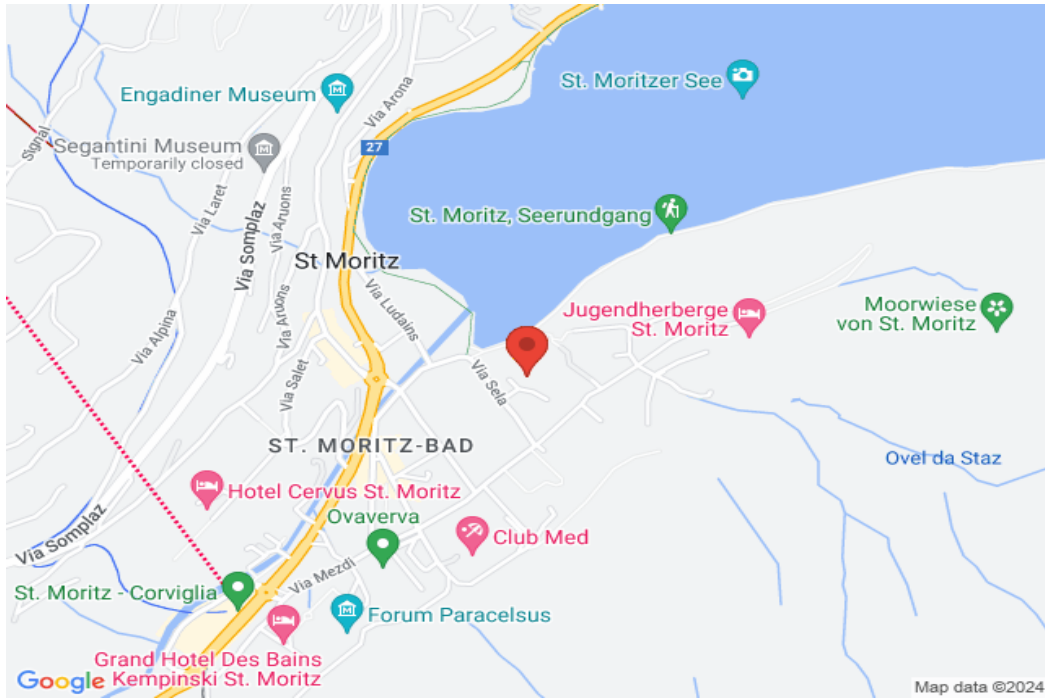 St. Moritzer See
Engadiner Museum
Via Arona
Signal
Segantini Museum
Temporarily closed
27
Via Laret
Via Somplaz
Via Aruons
St. Moritz, Seerundgang
St Moritz
Via Ludains
Via Aruons
Via Alpina
Jugendherberge
St. Moritz
Moorwiese
von St. Moritz
Via Salet
Via Sela
ST. MORITZ-BAD
Ovel da Staz
Hotel Cervus St. Moritz
Ovaverva
Club Med
Via Somplaz
Via Mezdi
St. Moritz - Corviglia
Forum Paracelsus
Grand Hotel Des Bains
Kempinski St. Moritz
Google
Map data ©2024